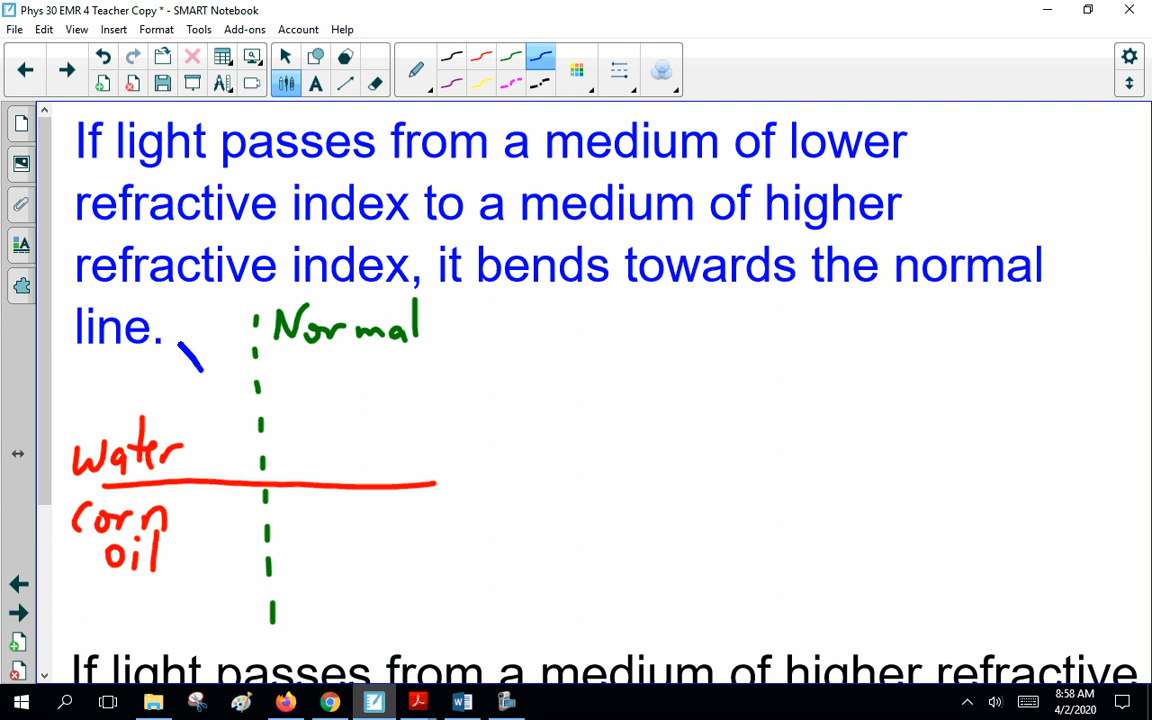 Phys 30 EMR 4 Teacher Copy * - SMART Notebook
File Edit View Insert Format Tools Add-ons Account Help
If light passes from a medium of lower
refractive index to a medium of higher
refractive index, it bends towards the normal
line.
Normal
Water
Corn
oil
If light passes from a medium of higher refractive
8:58 AM
4/2/2020